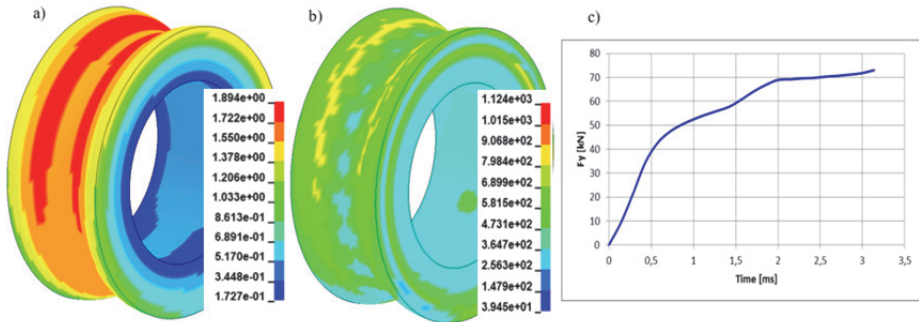 a)
1.894e+00
1.722e+00
1.550e+00
1.378e+00
1.206e+00
1.033e+00
8.613e-01
6.891e-01
5.170e-01
3.448e-01
1.727e-01
b)
1.124e+03
1.015e+03
9.068e+02
7.984e+02
6.899e+02
5.815e+02
4.731e+02
3.647e+02
2.563e+02
1.479e+02
3.945e+01
c)
80
70
60
50
40
30
20
10
0
Fy [kN]
0 0,5 1 1,5 2 2,5 3 3,5
Time [ms]